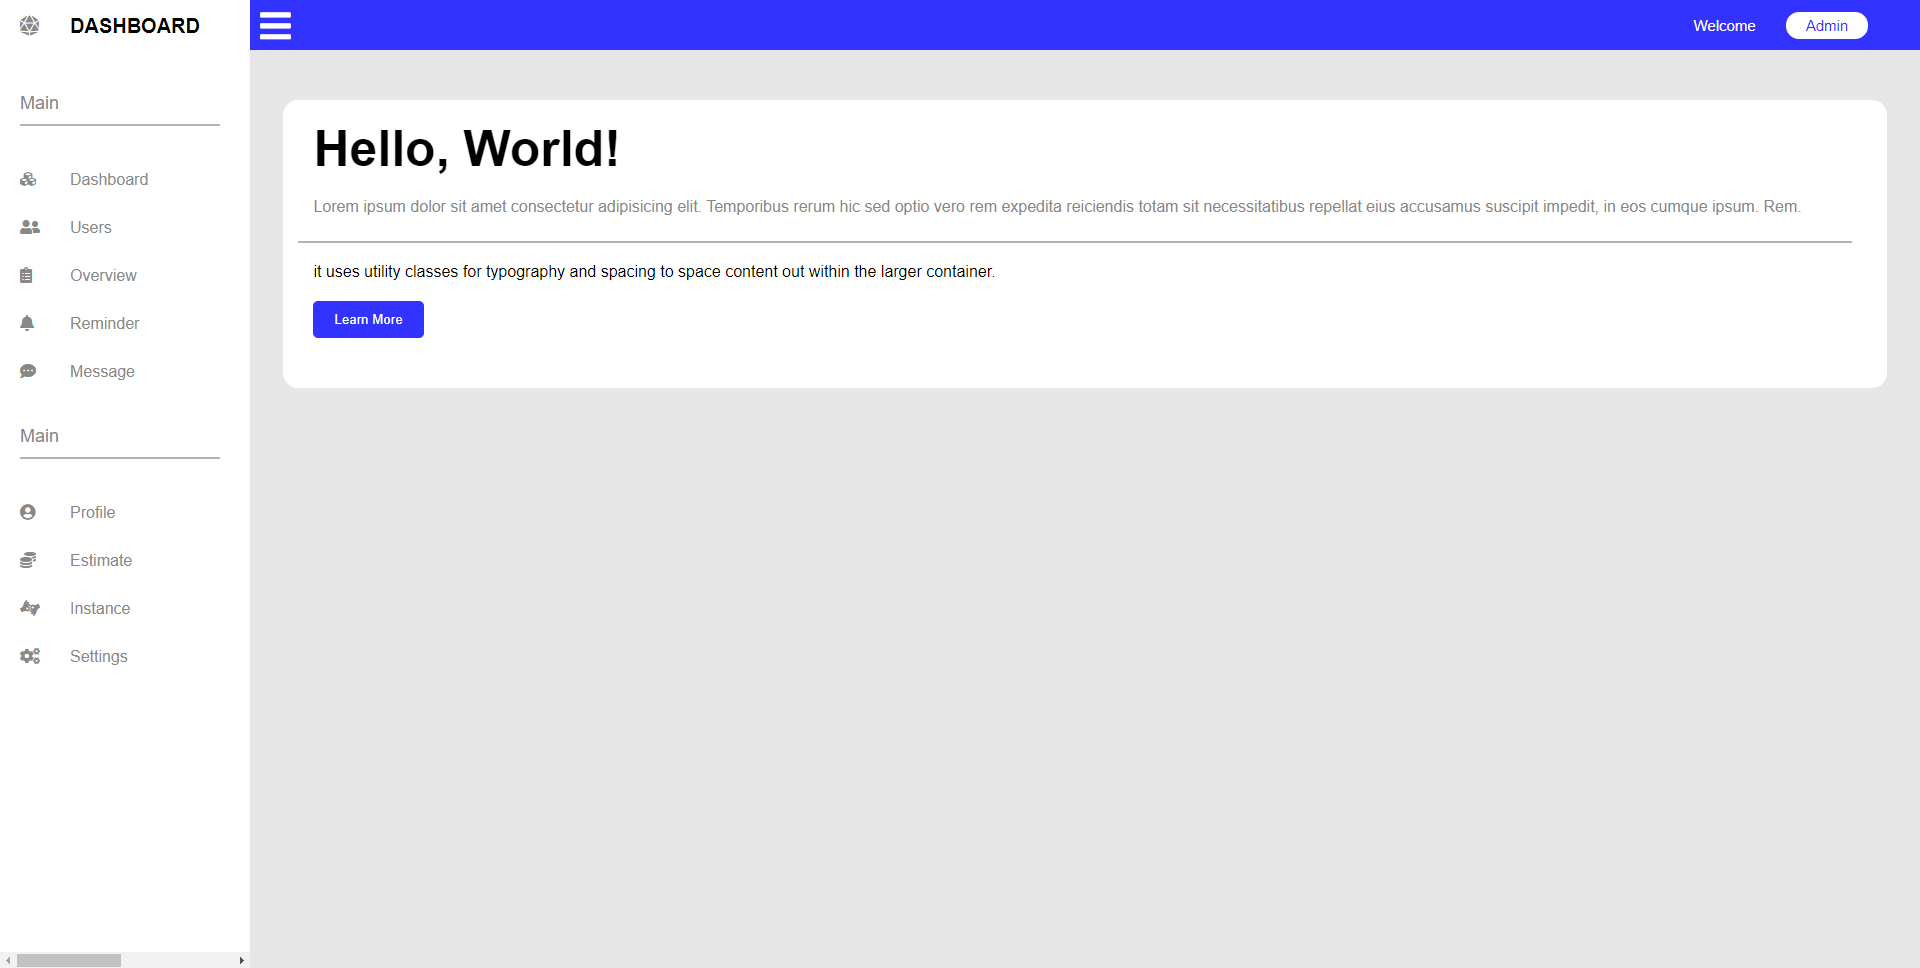 DASHBOARD
Welcome
Admin
Main
Dashboard
Users
Overview
Reminder
Message
Main
Profile
Estimate
Instance
Settings
Hello, World!
Lorem ipsum dolor sit amet consectetur adipisicing elit. Temporibus rerum hic sed optio vero rem expedita reiciendis totam sit necessitatibus repellat eius accusamus suscipit impedit, in eos cumque ipsum. Rem.
it uses utility classes for typography and spacing to space content out within the larger container.
Learn More